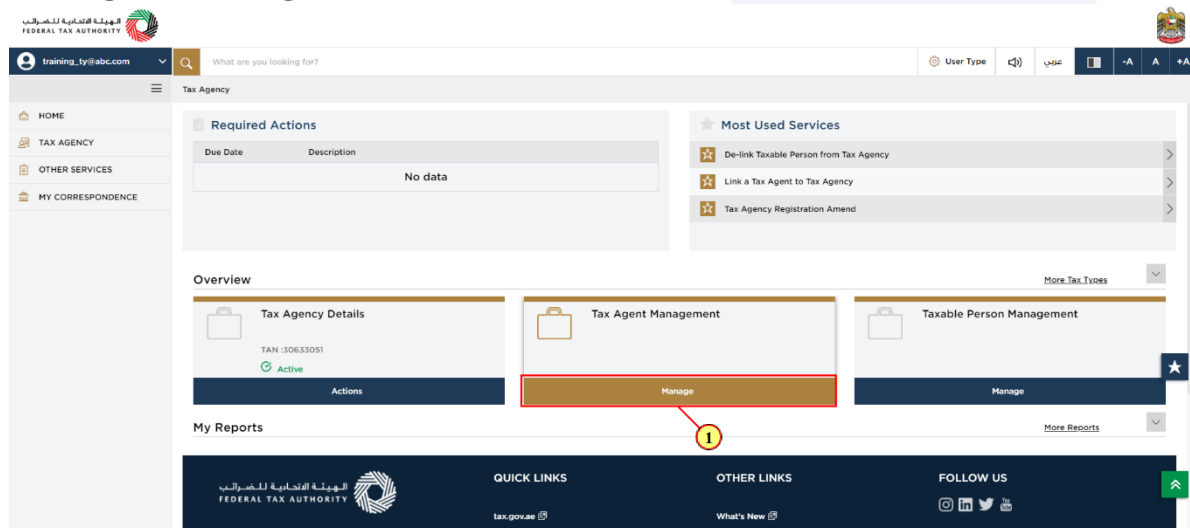 الهيئة الاتحادية للضرائب
FEDERAL TAX AUTHORITY
training_ty@abc.com
What are you looking for?
User Type
عربي
-A A +A
Tax Agency
HOME
TAX AGENCY
OTHER SERVICES
MY CORRESPONDENCE
Required Actions
Due Date Description
No data
Most Used Services
De-link Taxable Person from Tax Agency
Link a Tax Agent to Tax Agency
Tax Agency Registration Amend
Overview
More Tax Types
Tax Agency Details
TAN :30633051
Active
Actions
Tax Agent Management
Manage
Taxable Person Management
Manage
1
My Reports
More Reports
الهيئة الاتحادية للضرائب
FEDERAL TAX AUTHORITY
QUICK LINKS
tax.gov.ae
OTHER LINKS
What's New
FOLLOW US